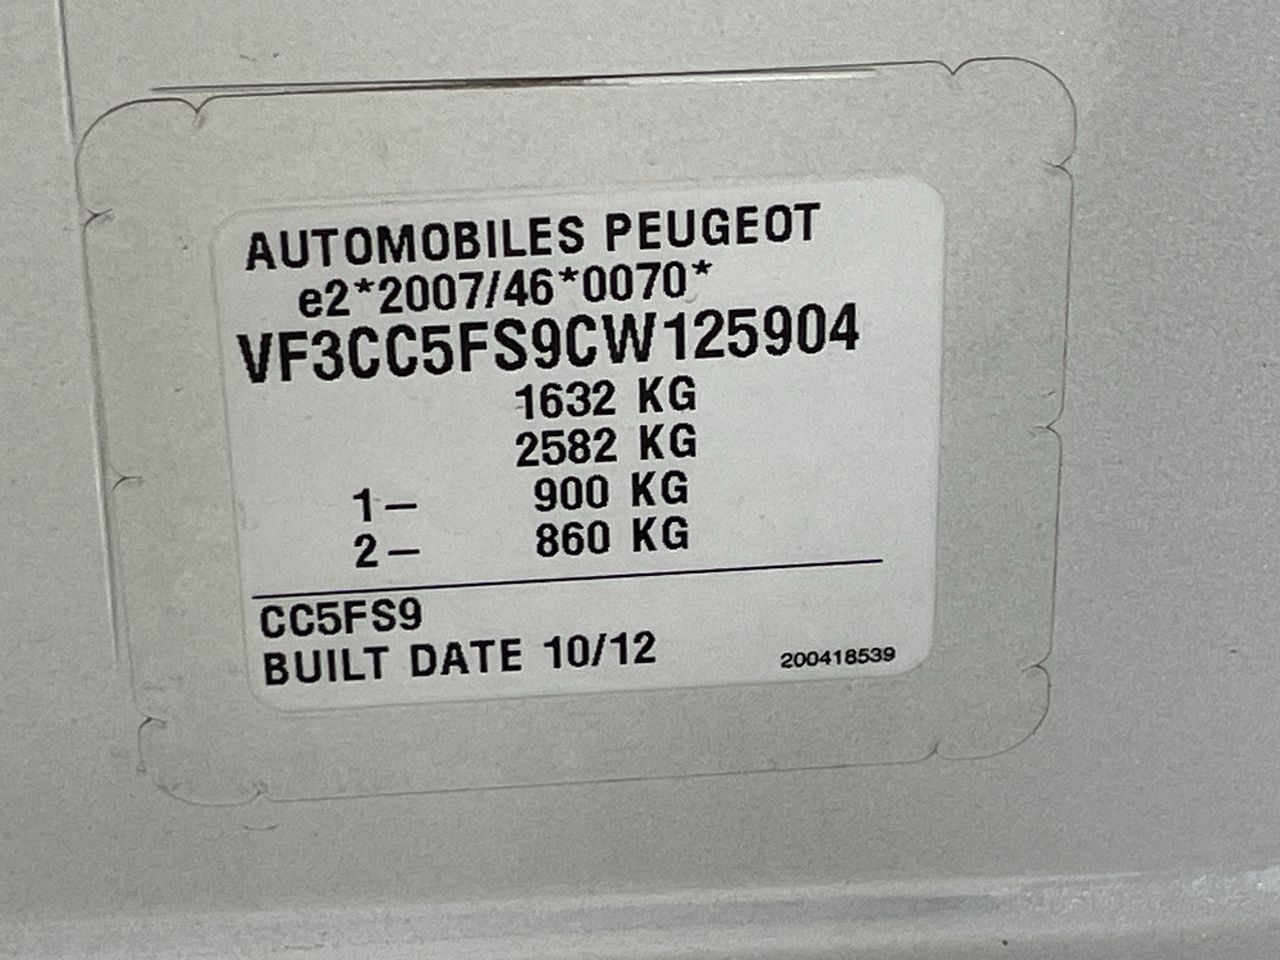 AUTOMOBILES PEUGEOT
e2*2007/46*0070*
VF3CC5FS9CW125904
1632 KG
2582 KG
1- 900 KG
2- 860 KG
CC5FS9
BUILT DATE 10/12
200418539